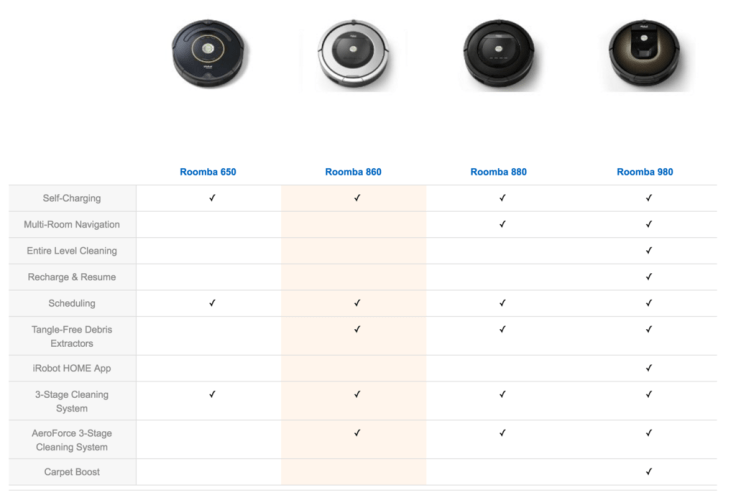 Roomba 650 Roomba 860 Roomba 880 Roomba 980
Self-Charging ✓ ✓ ✓ ✓
Multi-Room Navigation ✓ ✓
Entire Level Cleaning ✓
Recharge & Resume ✓
Scheduling ✓ ✓ ✓ ✓
Tangle-Free Debris
Extractors ✓ ✓ ✓
iRobot HOME App ✓
3-Stage Cleaning
System ✓ ✓ ✓ ✓
AeroForce 3-Stage
Cleaning System ✓ ✓ ✓
Carpet Boost ✓